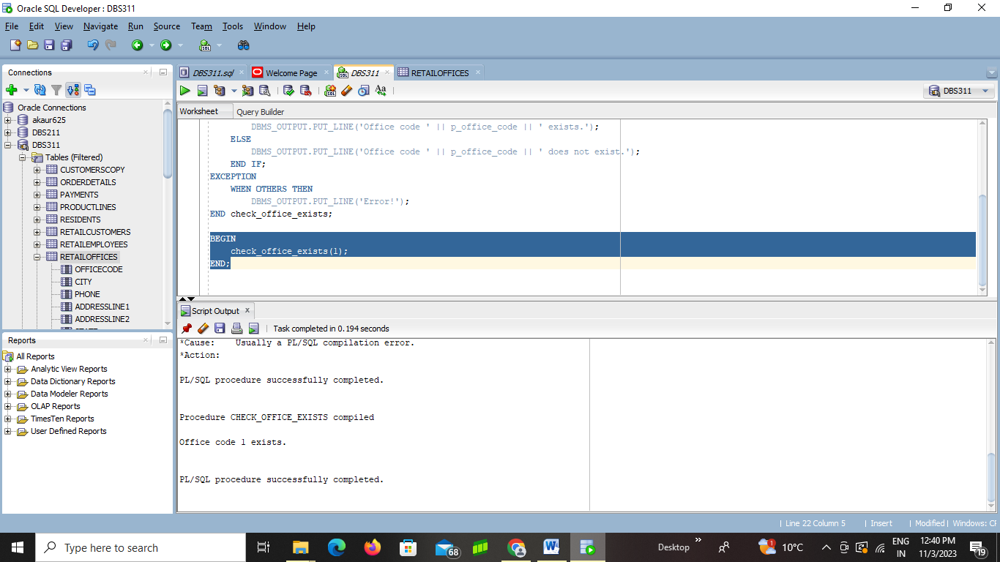 Oracle SQL Developer : DBS311
File Edit View Navigate Run Source Team Tools Window Help
Connections
Oracle Connections
akaur625
DBS211
DBS311
Tables (Filtered)
CUSTOMERSCOPY
ORDERDETAILS
PAYMENTS
PRODUCTLINES
RESIDENTS
RETAILCUSTOMERS
RETAILEMPLOYEES
RETAILOFFICES
OFFICECODE
CITY
PHONE
ADDRESSLINE1
ADDRESSLINE2
Reports
All Reports
Analytic View Reports
Data Dictionary Reports
Data Modeler Reports
OLAP Reports
TimesTen Reports
User Defined Reports
DBS311.sql Welcome Page DBS311 RETAILOFFICES
DBS311
Worksheet Query Builder
DBMS_OUTPUT.PUT_LINE('Office code ' || p_office_code || ' exists.');
ELSE
DBMS_OUTPUT.PUT_LINE('Office code ' || p_office_code || ' does not exist.');
END IF;
EXCEPTION
WHEN OTHERS THEN
DBMS_OUTPUT.PUT_LINE('Error!');
END check_office_exists;
BEGIN
check_office_exists(1);
END;
Script Output
Task completed in 0.194 seconds
*Cause: Usually a PL/SQL compilation error.
*Action:
PL/SQL procedure successfully completed.
Procedure CHECK_OFFICE_EXISTS compiled
Office code 1 exists.
PL/SQL procedure successfully completed.
Line 22 Column 5 | Insert | Modified | Windows:
Type here to search
68
Desktop
1
10°C
ENG
IN
12:40 PM
11/3/2023
19